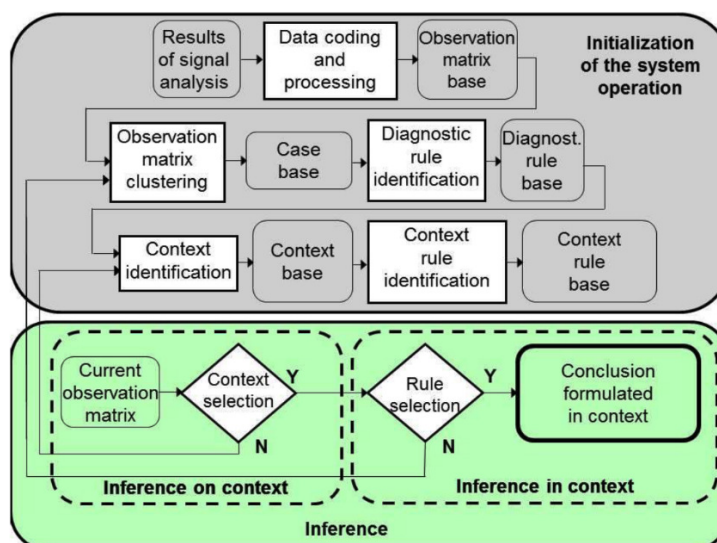 Results
of signal
analysis
Data coding
and
processing
Observation
matrix
base
Initialization
of the system
operation
Observation
matrix
clustering
Case
base
Diagnostic
rule
identification
Diagnost.
rule
base
Context
identification
Context
base
Context
rule
identification
Context
rule
base
Current
observation
matrix
Context
selection
Y
N
Rule
selection
Y
N
Conclusion
formulated
in context
Inference on context
Inference in context
Inference